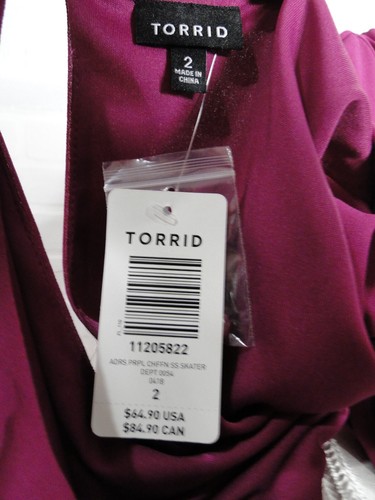 TORRID
2
MADE IN
CHINA
TORRID
11205822
ADRS PRPL CHFFN SS SKATER
DEPT 0054
0418
2
$64.90 USA
$84.90 CAN